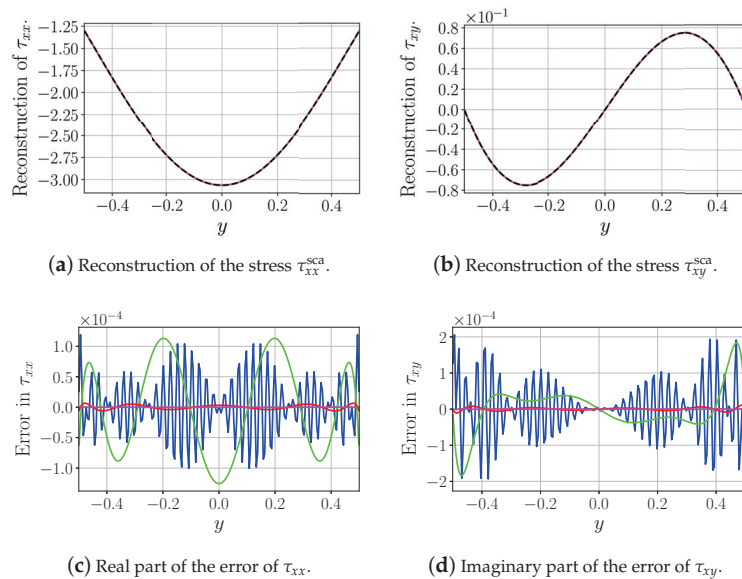 ×10⁻¹
−1.25
−1.50
−1.75
−2.00
−2.25
−2.50
−2.75
−3.00
Reconstruction of τxx.
−0.4 −0.2 0.0 0.2 0.4
y
0.8
0.6
0.4
0.2
0.0
−0.2
−0.4
−0.6
−0.8
Reconstruction of τxy.
−0.4 −0.2 0.0 0.2 0.4
y
(a) Reconstruction of the stress τxx^sca.
(b) Reconstruction of the stress τxy^sca.
×10⁻⁴
1.0
0.5
0.0
−0.5
−1.0
Error in τxx
−0.4 −0.2 0.0 0.2 0.4
y
×10⁻⁴
2
1
0
−1
−2
Error in τxy
−0.4 −0.2 0.0 0.2 0.4
y
(c) Real part of the error of τxx.
(d) Imaginary part of the error of τxy.